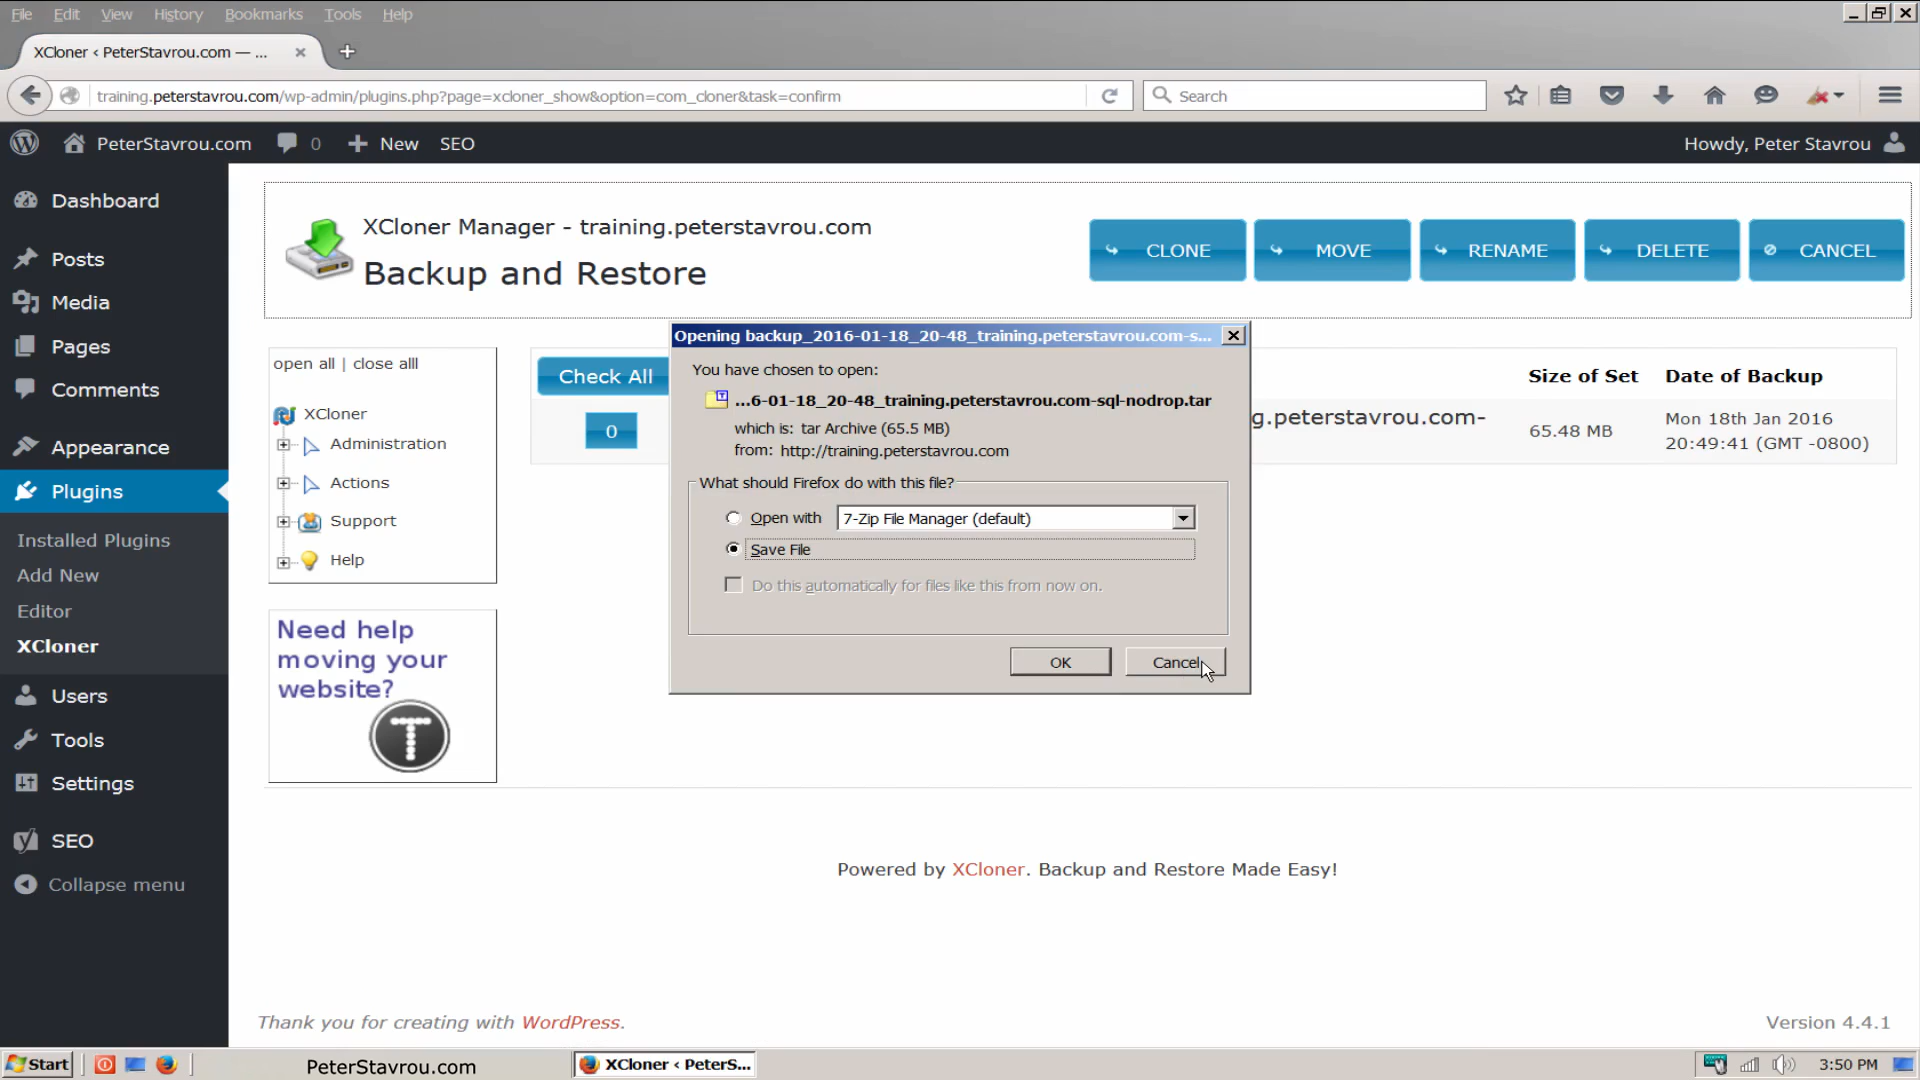 File Edit View History Bookmarks Tools Help
XCloner ‹ PeterStavrou.com — ...
training.peterstavrou.com/wp-admin/plugins.php?page=xcloner_show&option=com_cloner&task=confirm
Search
PeterStavrou.com 0 New SEO
Howdy, Peter Stavrou
Dashboard
Posts
Media
Pages
Comments
Appearance
Plugins
Installed Plugins
Add New
Editor
XCloner
Users
Tools
Settings
SEO
Collapse menu
XCloner Manager - training.peterstavrou.com
Backup and Restore
CLONE
MOVE
RENAME
DELETE
CANCEL
open all | close alll
XCloner
Administration
Actions
Support
Help
Need help
moving your
website?
T
Check All
Size of Set
Date of Backup
0
g.peterstavrou.com-
65.48 MB
Mon 18th Jan 2016
20:49:41 (GMT -0800)
Opening backup_2016-01-18_20-48_training.peterstavrou.com-s...
You have chosen to open:
...6-01-18_20-48_training.peterstavrou.com-sql-nodrop.tar
which is: tar Archive (65.5 MB)
from: http://training.peterstavrou.com
What should Firefox do with this file?
Open with 7-Zip File Manager (default)
Save File
Do this automatically for files like this from now on.
OK
Cancel
Powered by XCloner. Backup and Restore Made Easy!
Thank you for creating with WordPress.
Version 4.4.1
Start
PeterStavrou.com
XCloner ‹ PeterS...
3:50 PM